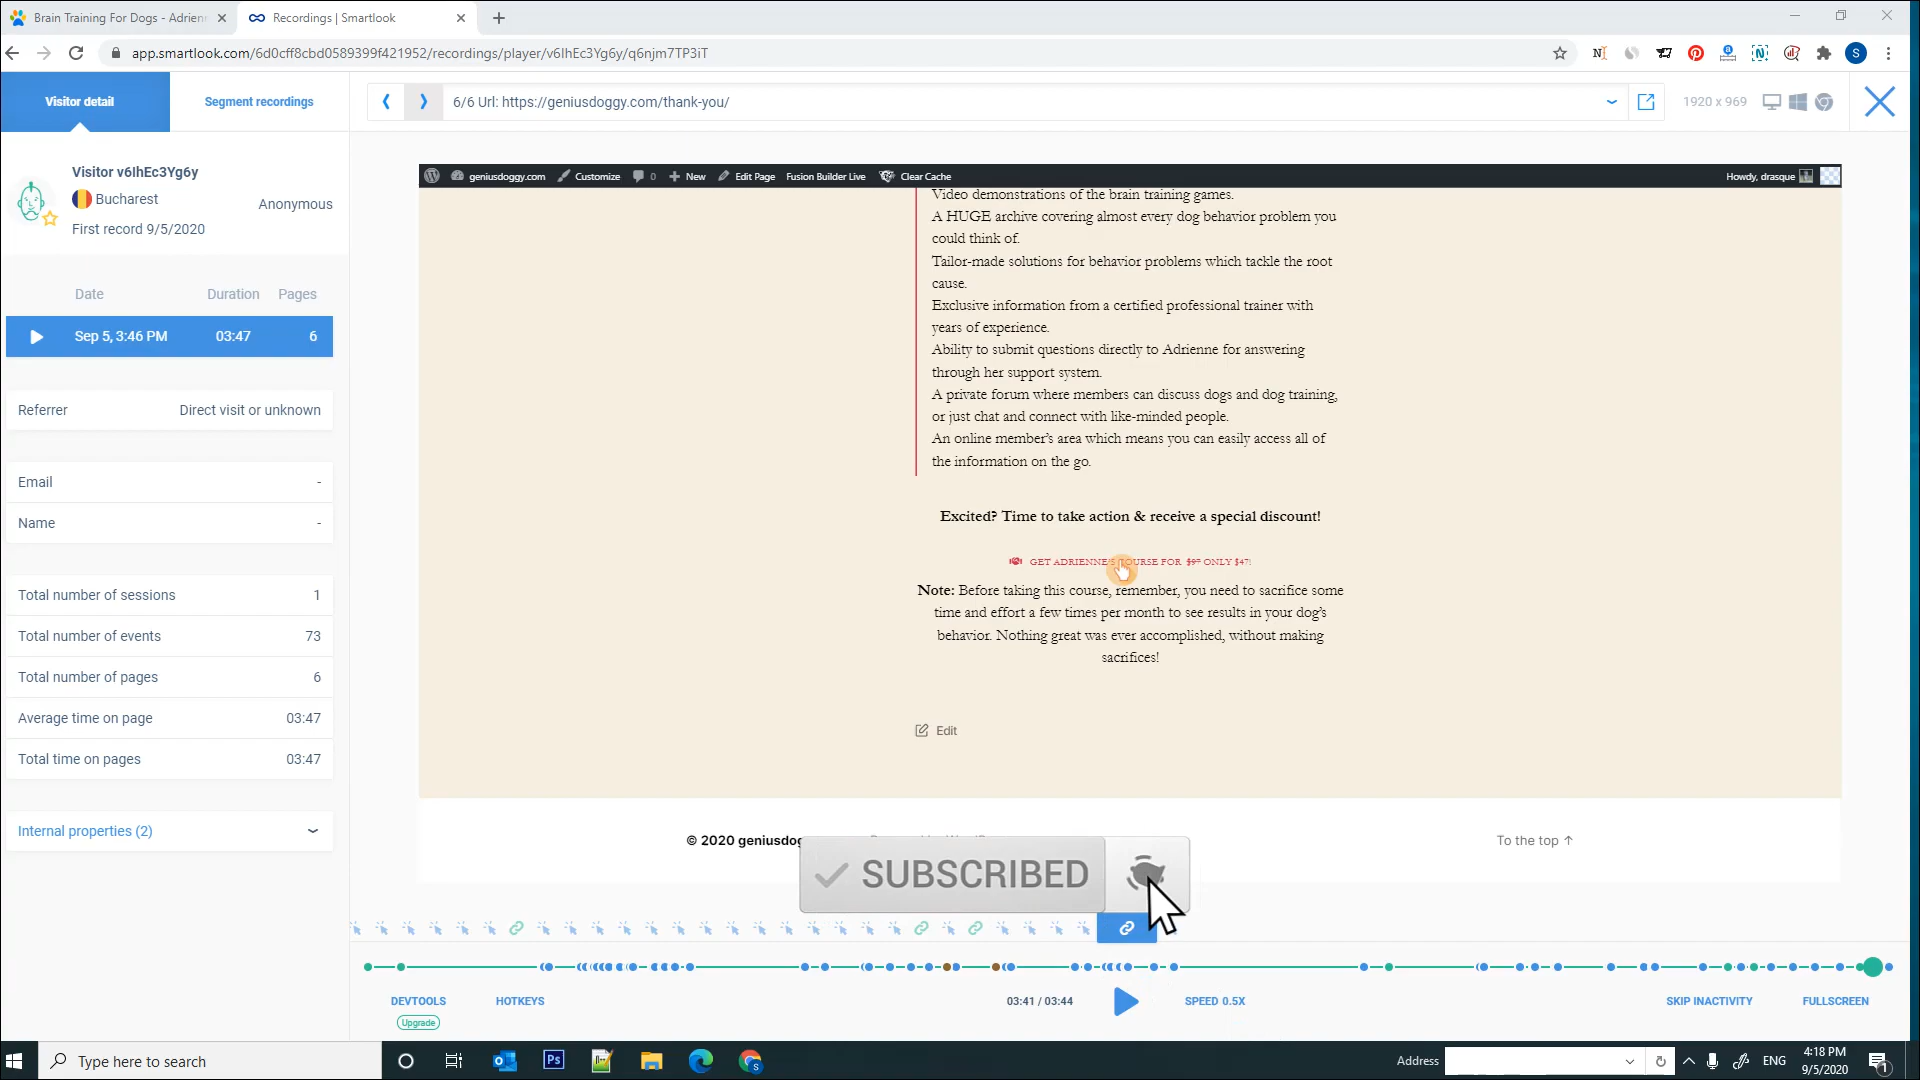 Brain Training For Dogs - Adrien
Recordings | Smartlook
app.smartlook.com/6d0cff8cbd0589399f421952/recordings/player/v6IhEc3Yg6y/q6njm7TP3iT
Visitor detail
Segment recordings
6/6 Url: https://geniusdoggy.com/thank-you/
1920 x 969
Visitor v6IhEc3Yg6y
Bucharest
Anonymous
First record 9/5/2020
Date Duration Pages
Sep 5, 3:46 PM 03:47 6
Referrer Direct visit or unknown
Email -
Name -
Total number of sessions 1
Total number of events 73
Total number of pages 6
Average time on page 03:47
Total time on pages 03:47
Internal properties (2)
geniusdoggy.com Customize 0 New Edit Page Fusion Builder Live Clear Cache Howdy, drasque
Video demonstrations of the brain training games.
A HUGE archive covering almost every dog behavior problem you
could think of.
Tailor-made solutions for behavior problems which tackle the root
cause.
Exclusive information from a certified professional trainer with
years of experience.
Ability to submit questions directly to Adrienne for answering
through her support system.
A private forum where members can discuss dogs and dog training,
or just chat and connect with like-minded people.
An online member's area which means you can easily access all of
the information on the go.
Excited? Time to take action & receive a special discount!
GET ADRIENNE'S COURSE FOR $97 ONLY $47!
Note: Before taking this course, remember, you need to sacrifice some
time and effort a few times per month to see results in your dog's
behavior. Nothing great was ever accomplished, without making
sacrifices!
Edit
© 2020 geniusdog
To the top ↑
SUBSCRIBED
DEVTOOLS
Upgrade
HOTKEYS
03:41 / 03:44
SPEED 0.5X
SKIP INACTIVITY
FULLSCREEN
Type here to search
Ps
Address
ENG
4:18 PM
9/5/2020
1